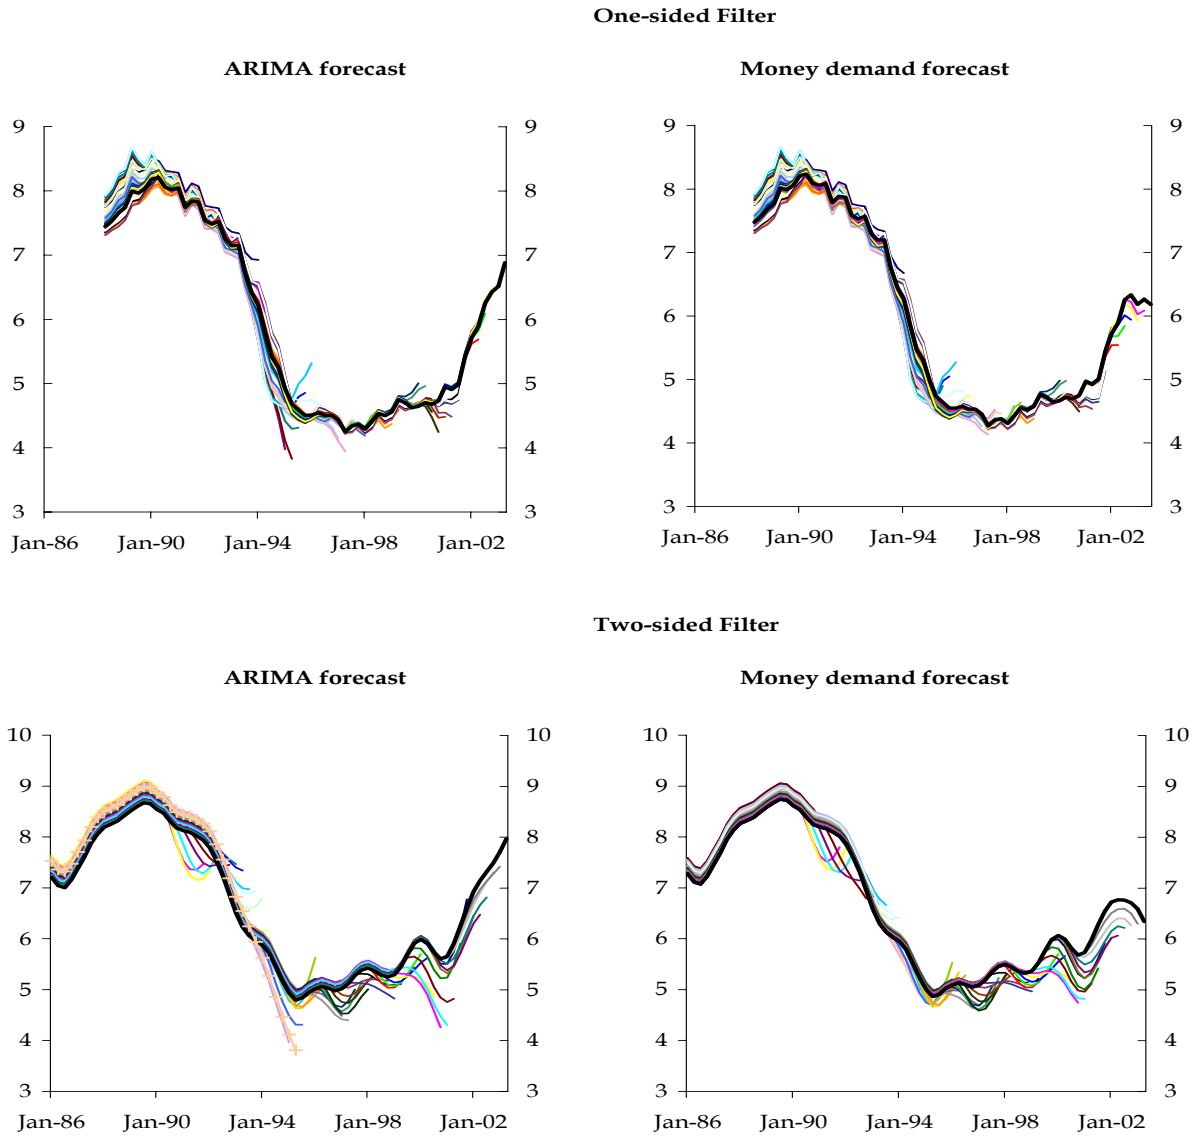 One-sided Filter
ARIMA forecast
Money demand forecast
9 9 9 9
8 8 8 8
7 7 7 7
6 6 6 6
5 5 5 5
4 4 4 4
3 3 3 3
Jan-86 Jan-90 Jan-94 Jan-98 Jan-02
Jan-86 Jan-90 Jan-94 Jan-98 Jan-02
Two-sided Filter
ARIMA forecast
Money demand forecast
10 10 10 10
9 9 9 9
8 8 8 8
7 7 7 7
6 6 6 6
5 5 5 5
4 4 4 4
3 3 3 3
Jan-86 Jan-90 Jan-94 Jan-98 Jan-02
Jan-86 Jan-90 Jan-94 Jan-98 Jan-02